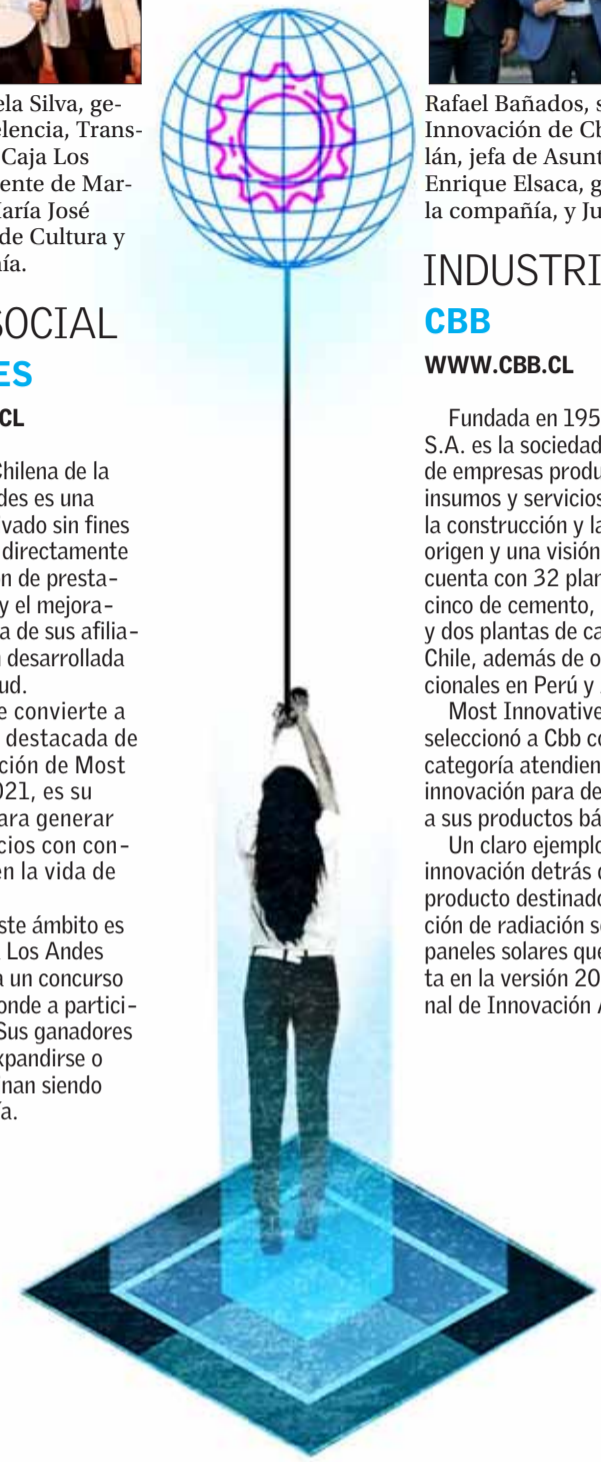 ela Silva, ge-
elencia, Trans-
Caja Los
ente de Mar-
aría José
de Cultura y
ía.
SOCIAL
ES
CL
Chilena de la
des es una
ivado sin fines
directamente
ón de presta-
y el mejora-
a de sus afilia-
desarrollada
ud.
e convierte a
destacada de
ción de Most
021, es su
para generar
cios con con-
en la vida de
ste ámbito es
Los Andes
a un concurso
onde a partici-
Sus ganadores
xpandirse o
inan siendo
ía.
Rafael Bañados, s
Innovación de Cb
lán, jefa de Asunt
Enrique Elsaca, g
la compañía, y Ju
INDUSTRI
CBB
WWW.CBB.CL
Fundada en 195
S.A. es la sociedad
de empresas produ
insumos y servicios
la construcción y la
origen y una visión
cuenta con 32 plan
cinco de cemento,
y dos plantas de ca
Chile, además de o
cionales en Perú y
Most Innovative
seleccionó a Cbb co
categoría atendien
innovación para de
a sus productos bá
Un claro ejemplo
innovación detrás d
producto destinado
ción de radiación s
paneles solares que
ta en la versión 20
nal de Innovación A